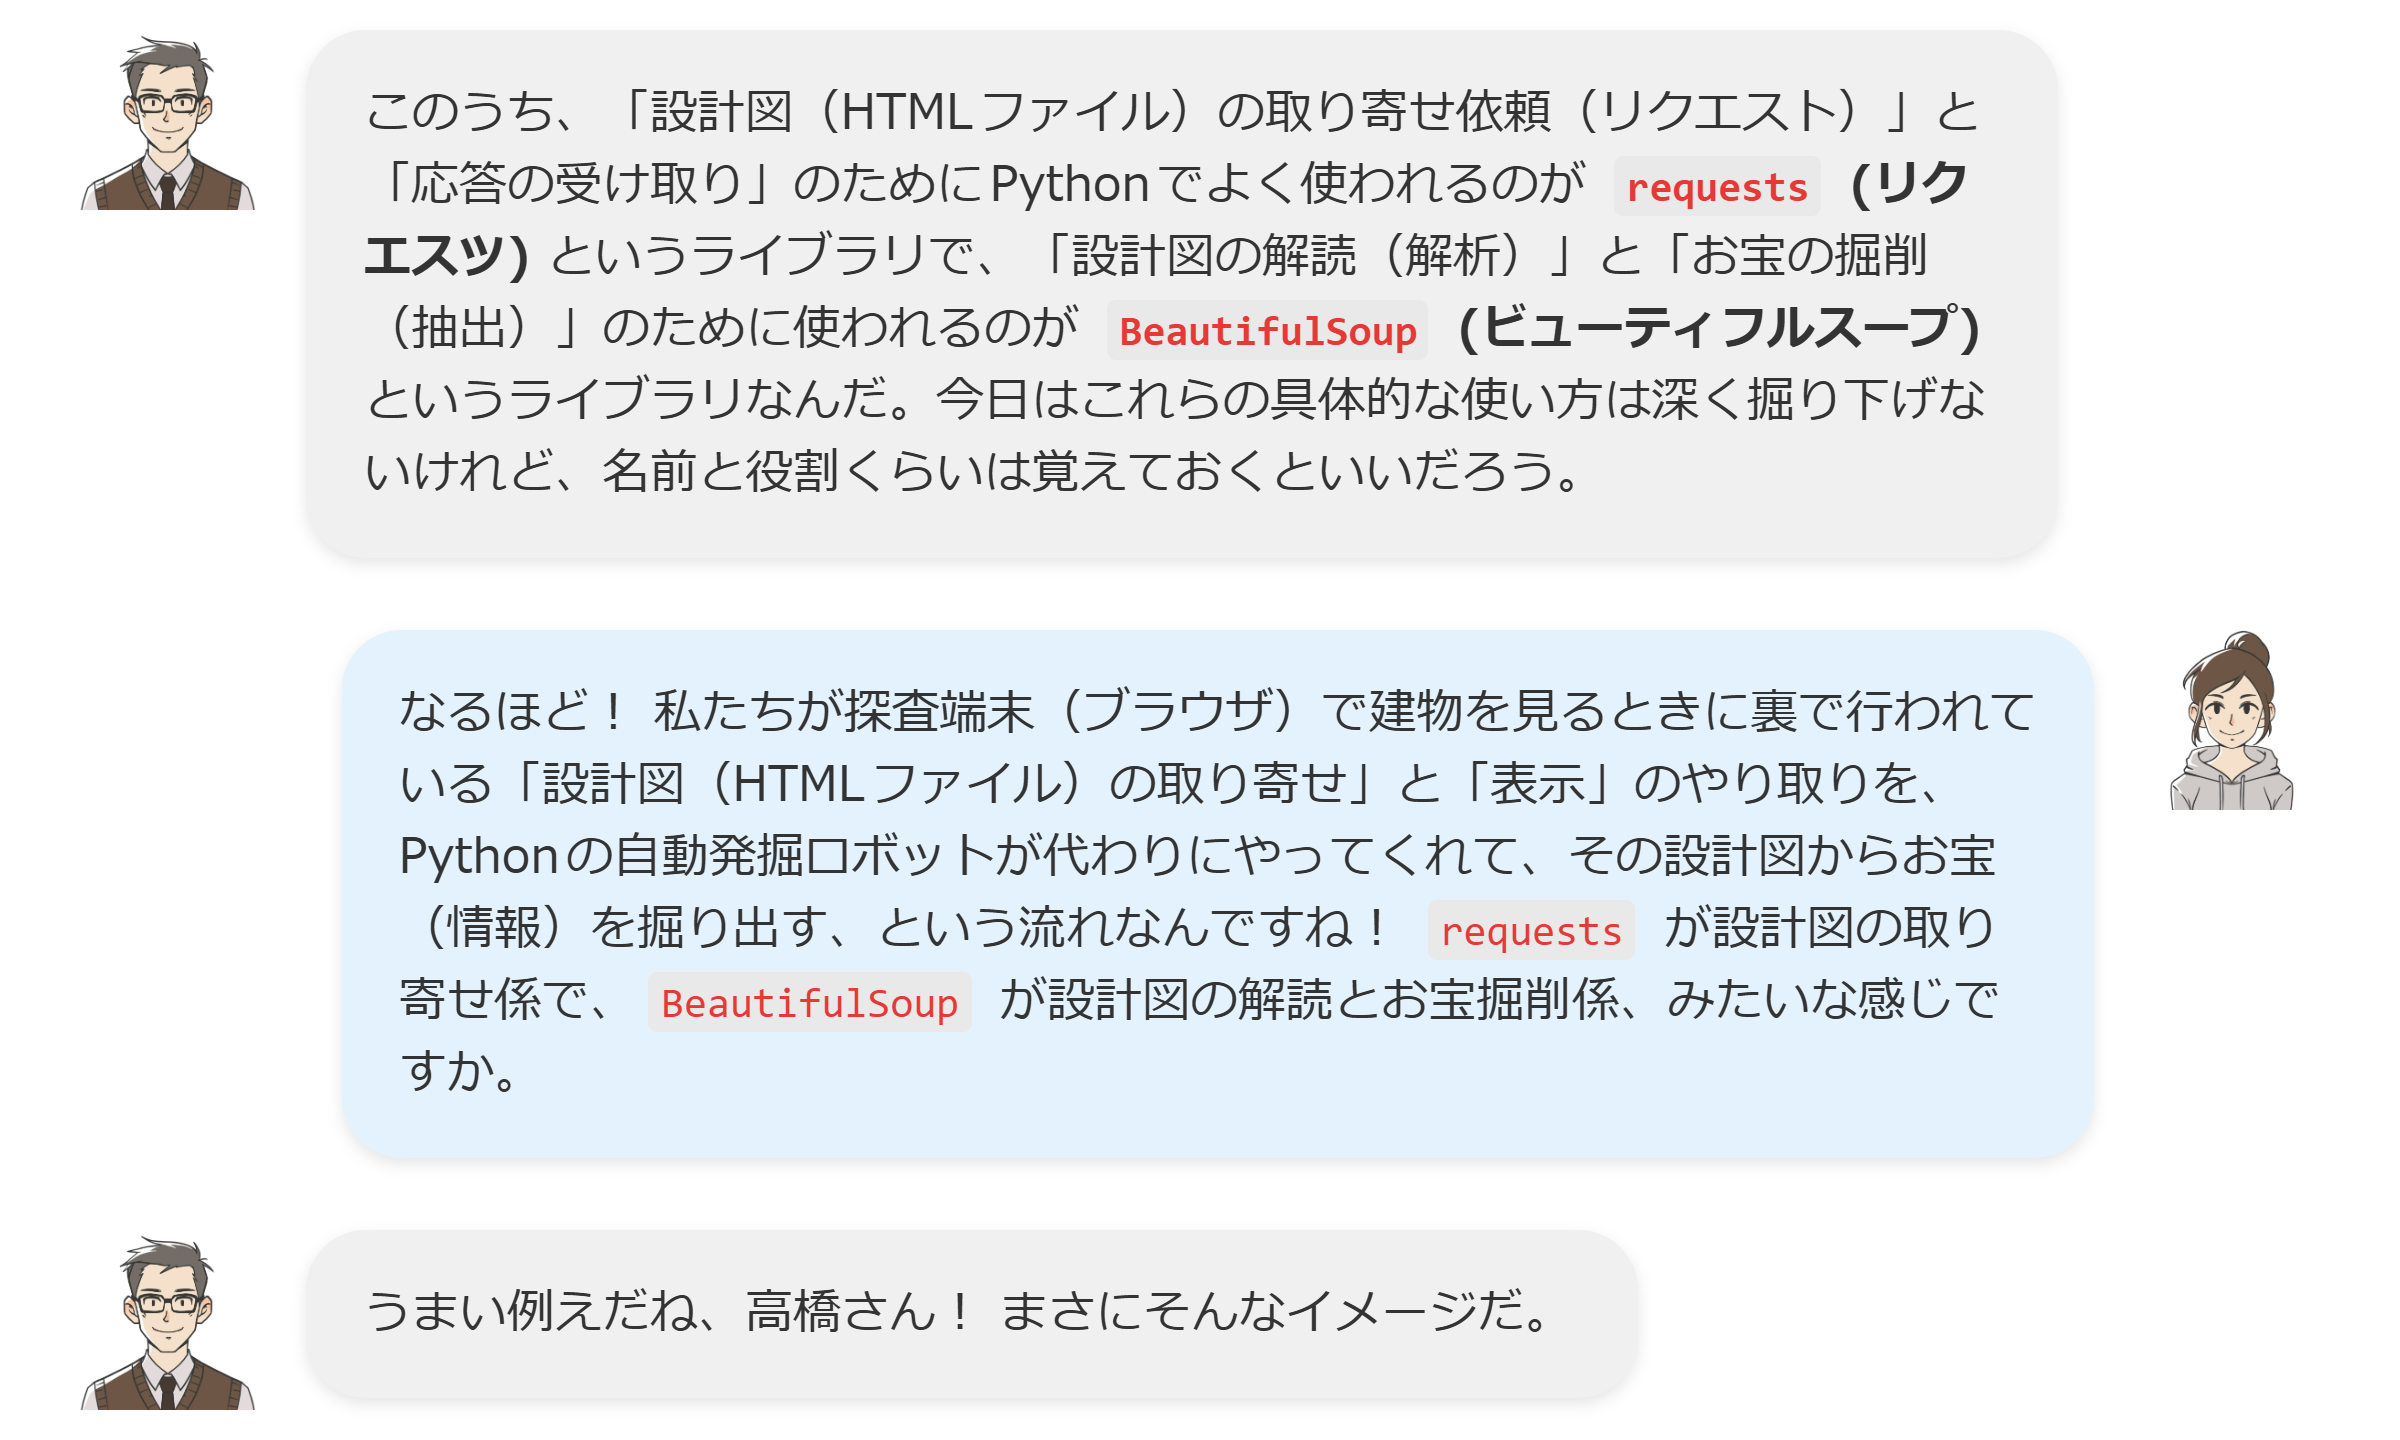 このうち、「設計図（HTMLファイル）の取り寄せ依頼（リクエスト）」と
「応答の受け取り」のためにPythonでよく使われるのが requests (リク
エスツ) というライブラリで、「設計図の解読（解析）」と「お宝の掘削
（抽出）」のために使われるのが BeautifulSoup (ビューティフルスープ)
というライブラリなんだ。今日はこれらの具体的な使い方は深く掘り下げな
いけれど、名前と役割くらいは覚えておくといいだろう。
なるほど！ 私たちが探査端末（ブラウザ）で建物を見るときに裏で行われて
いる「設計図（HTMLファイル）の取り寄せ」と「表示」のやり取りを、
Pythonの自動発掘ロボットが代わりにやってくれて、その設計図からお宝
（情報）を掘り出す、という流れなんですね！ requests が設計図の取り
寄せ係で、 BeautifulSoup が設計図の解読とお宝掘削係、みたいな感じで
すか。
うまい例えだね、高橋さん！ まさにそんなイメージだ。